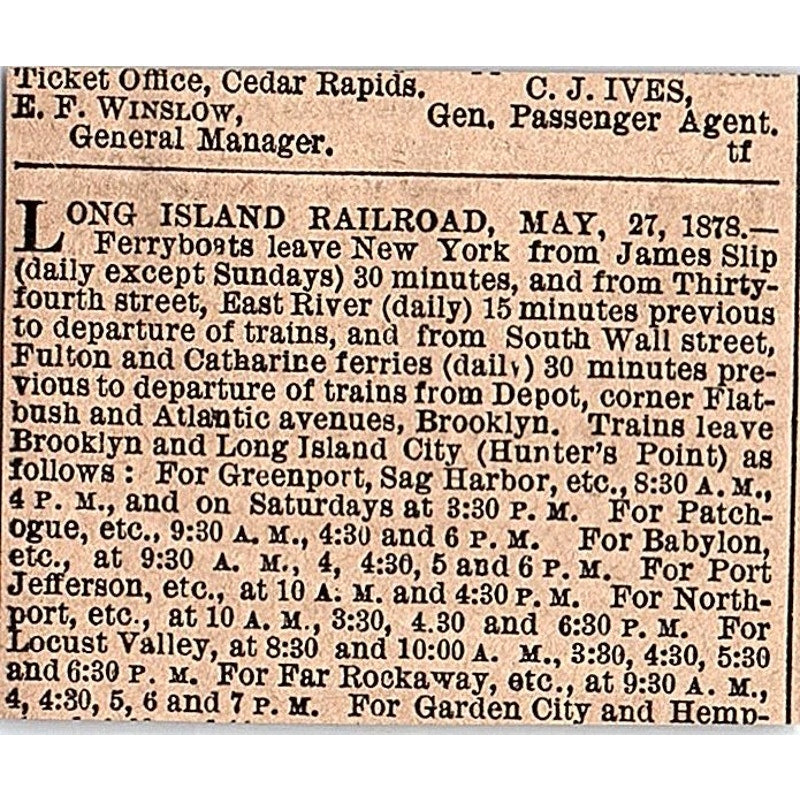 Ticket Office, Cedar Rapids. C. J. IVES,
E. F. WINSLOW, Gen. Passenger Agent.
General Manager. tf
LONG ISLAND RAILROAD, MAY, 27, 1878.—
Ferryboats leave New York from James Slip
(daily except Sundays) 30 minutes, and from Thirty-
fourth street, East River (daily) 15 minutes previous
to departure of trains, and from South Wall street,
Fulton and Catharine ferries (daily) 30 minutes pre-
vious to departure of trains from Depot, corner Flat-
bush and Atlantic avenues, Brooklyn. Trains leave
Brooklyn and Long Island City (Hunter's Point) as
follows: For Greenport, Sag Harbor, etc., 8:30 A. M.,
4 P. M., and on Saturdays at 3:30 P. M. For Patch-
ogue, etc., 9:30 A. M., 4:30 and 6 P. M. For Babylon,
etc., at 9:30 A. M., 4, 4:30, 5 and 6 P. M. For Port
Jefferson, etc., at 10 A. M. and 4:30 P. M. For North-
port, etc., at 10 A. M., 3:30, 4.30 and 6:30 P. M. For
Locust Valley, at 8:30 and 10:00 A. M., 3:30, 4:30, 5:30
and 6:30 P. M. For Far Rockaway, etc., at 9:30 A. M.,
4, 4:30, 5, 6 and 7 P. M. For Garden City and Hemp-